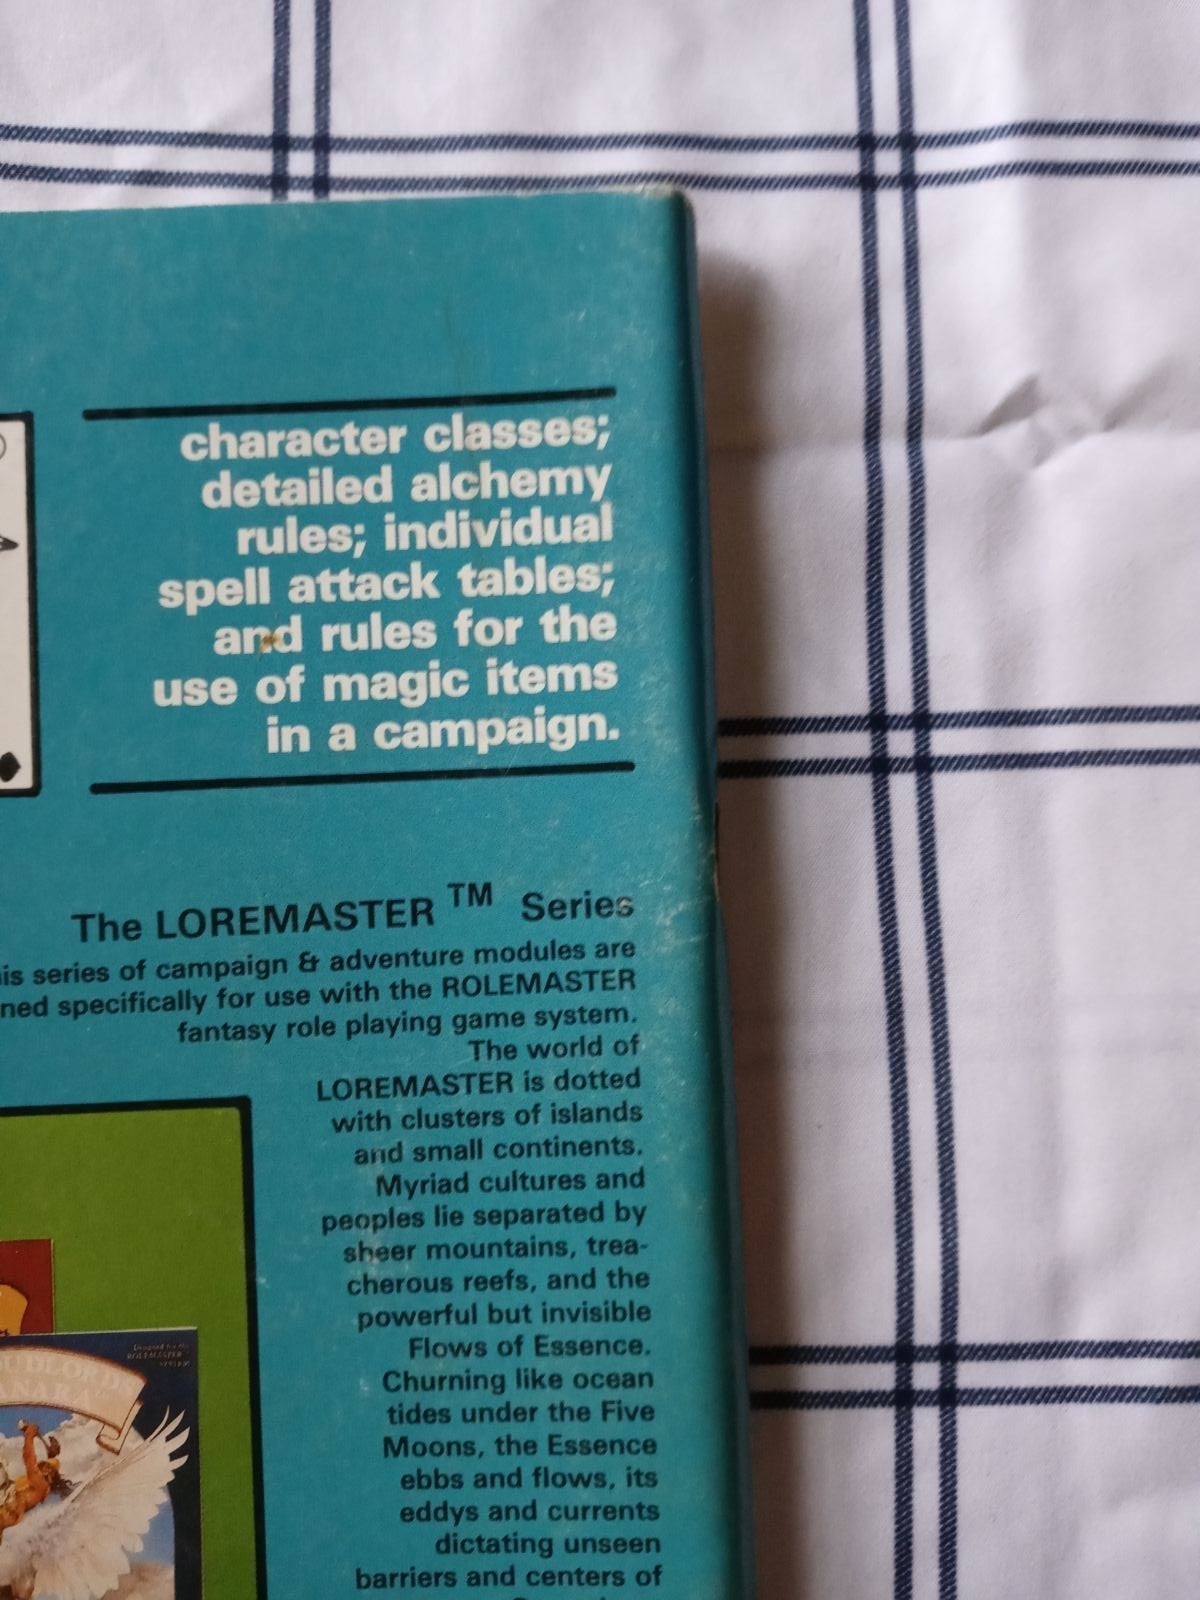 character classes;
detailed alchemy
rules; individual
spell attack tables;
and rules for the
use of magic items
in a campaign.
The LOREMASTER TM Series
is series of campaign & adventure modules are
ned specifically for use with the ROLEMASTER
fantasy role playing game system.
The world of
LOREMASTER is dotted
with clusters of islands
and small continents.
Myriad cultures and
peoples lie separated by
sheer mountains, trea-
cherous reefs, and the
powerful but invisible
Flows of Essence.
Churning like ocean
tides under the Five
Moons, the Essence
ebbs and flows, its
eddys and currents
dictating unseen
barriers and centers of